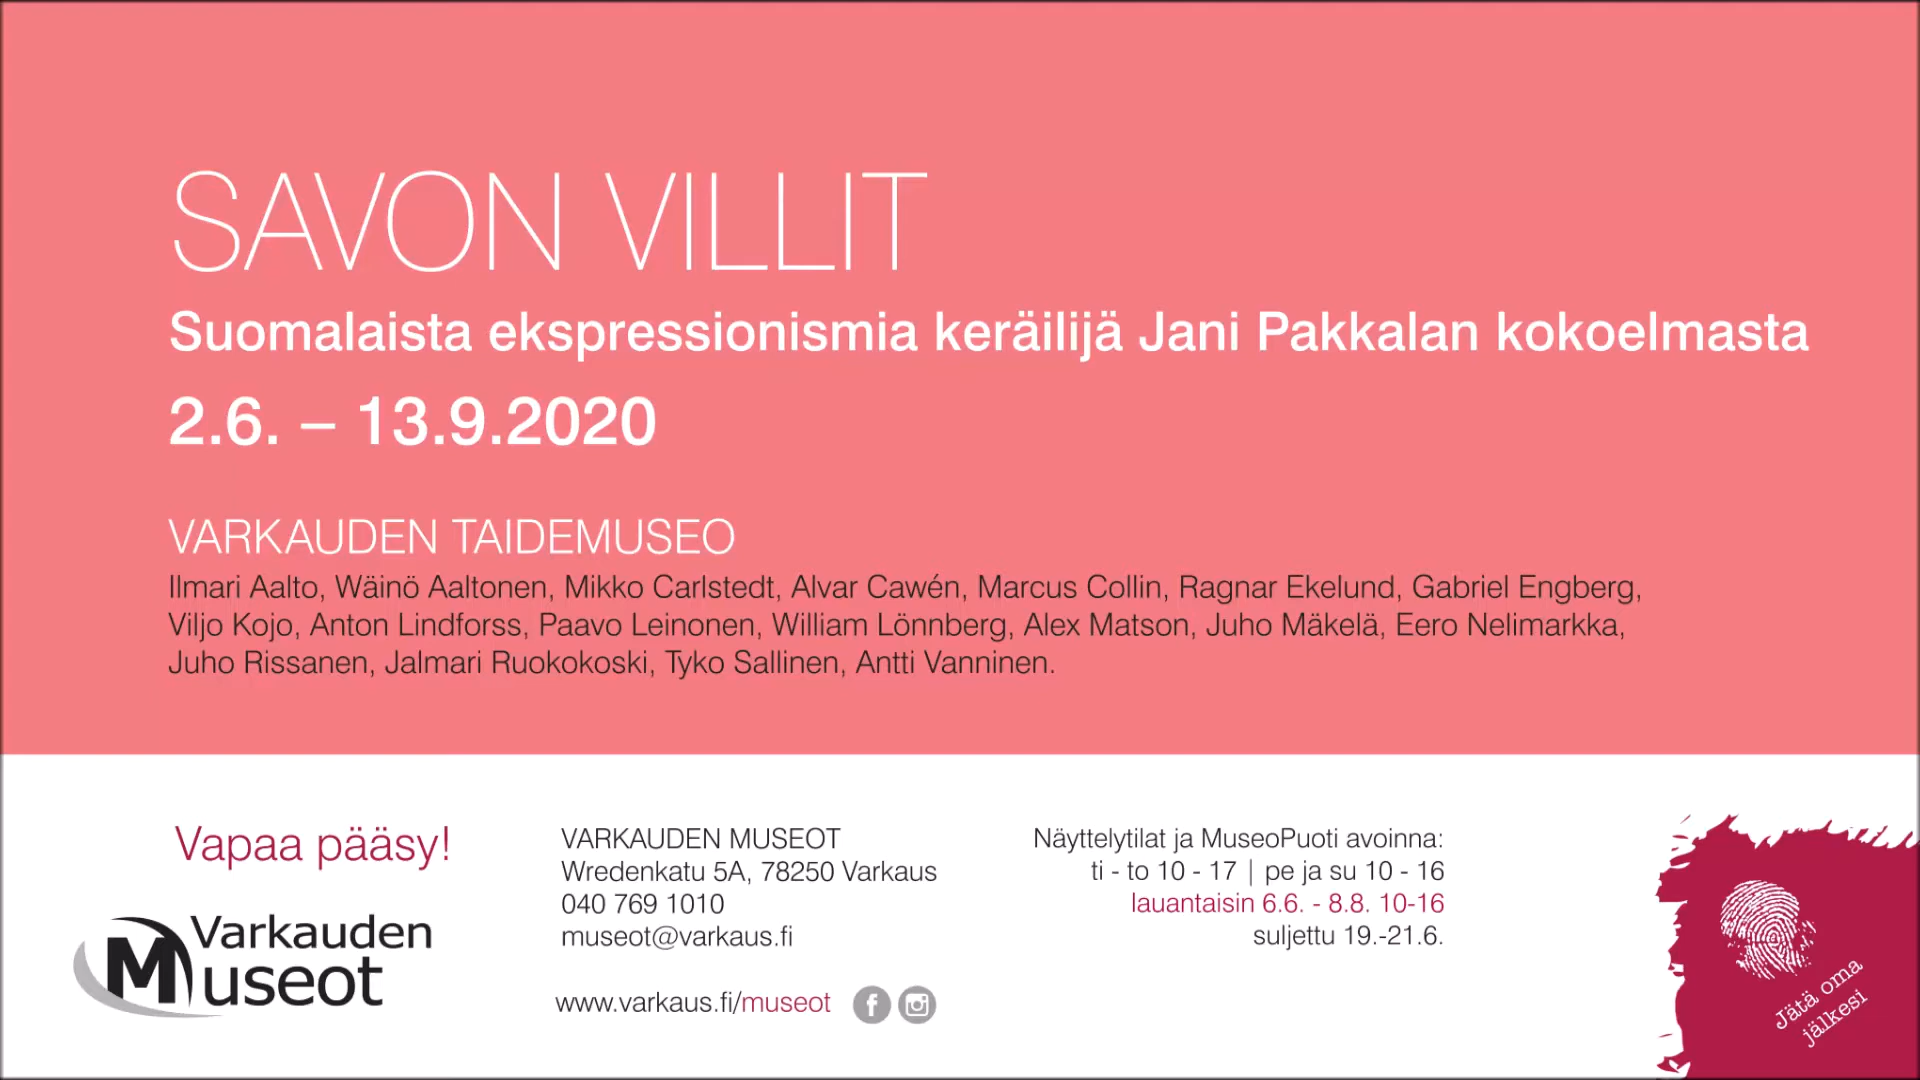 SAVON VILLIT
Suomalaista ekspressionismia keräilijä Jani Pakkalan kokoelmasta
2.6. – 13.9.2020
VARKAUDEN TAIDEMUSEO
Ilmari Aalto, Wäinö Aaltonen, Mikko Carlstedt, Alvar Cawén, Marcus Collin, Ragnar Ekelund, Gabriel Engberg,
Viljo Kojo, Anton Lindforss, Paavo Leinonen, William Lönnberg, Alex Matson, Juho Mäkelä, Eero Nelimarkka,
Juho Rissanen, Jalmari Ruokokoski, Tyko Sallinen, Antti Vanninen.
Vapaa pääsy!
Varkauden
Museot
VARKAUDEN MUSEOT
Wredenkatu 5A, 78250 Varkaus
040 769 1010
museot@varkaus.fi
www.varkaus.fi/museot
Näyttelytilat ja MuseoPuoti avoinna:
ti - to 10 - 17 | pe ja su 10 - 16
lauantaisin 6.6. - 8.8. 10-16
suljettu 19.-21.6.
Jätä oma
jälkesi